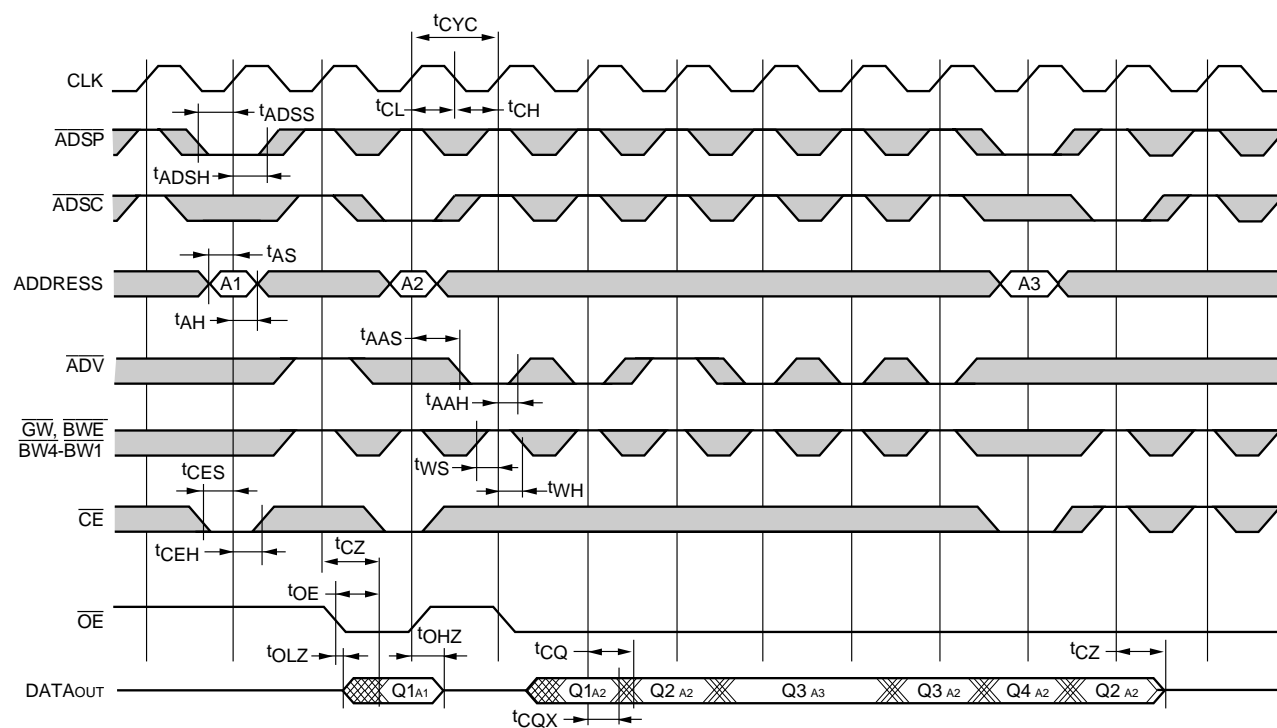 tCYC
CLK
tADSS
tCL
tCH
ADSP
tADSH
ADSC
tAS
ADDRESS
A1
A2
A3
tAH
tAAS
ADV
tAAH
GW, BWE
BW4-BW1
tCES
tWS
tWH
CE
tCEH
tCZ
tOE
OE
tOHZ
tOLZ
tCQ
tCZ
DATAOUT
Q1A1
Q1A2
Q2 A2
Q3 A3
Q3 A2
Q4 A2
Q2 A2
tCQX